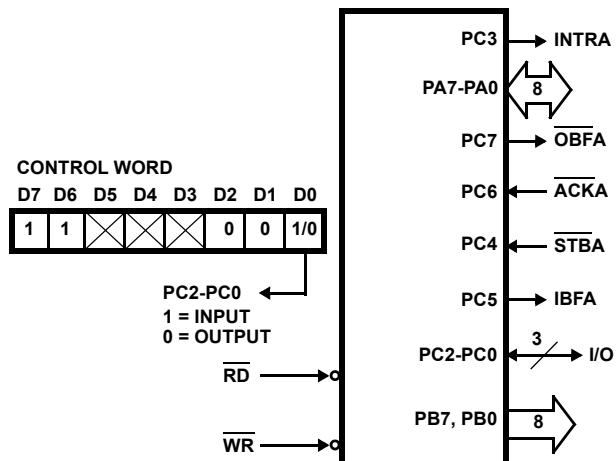 PC3 INTRA
PA7-PA0 8
PC7 OBFA
CONTROL WORD
D7 D6 D5 D4 D3 D2 D1 D0
1 1 0 0 1/0
PC6 ACKA
PC4 STBA
PC2-PC0
1 = INPUT
0 = OUTPUT
PC5 IBFA
PC2-PC0 3 I/O
RD
PB7, PB0 8
WR